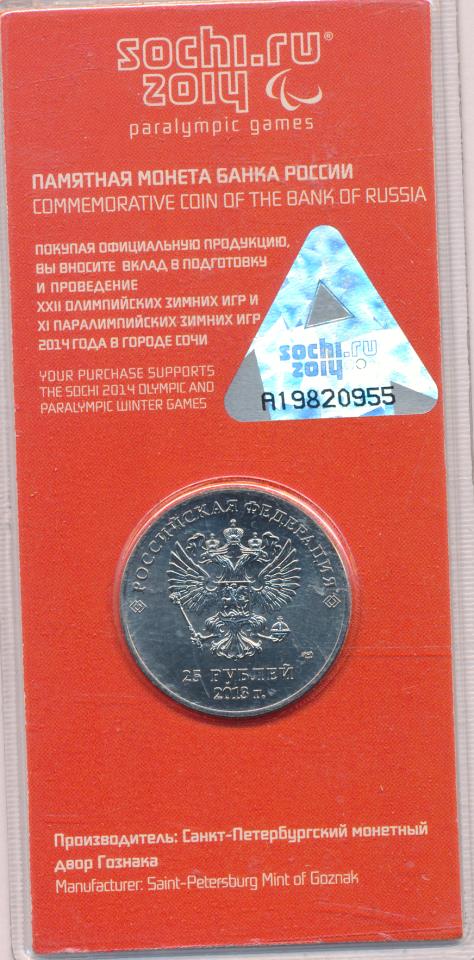 sochi.ru®
2014
paralympic games
ПАМЯТНАЯ МОНЕТА БАНКА РОССИИ
COMMEMORATIVE COIN OF THE BANK OF RUSSIA
ПОКУПАЯ ОФИЦИАЛЬНУЮ ПРОДУКЦИЮ,
ВЫ ВНОСИТЕ ВКЛАД В ПОДГОТОВКУ
И ПРОВЕДЕНИЕ
XXII ОЛИМПИЙСКИХ ЗИМНИХ ИГР И
XI ПАРАЛИМПИЙСКИХ ЗИМНИХ ИГР
2014 ГОДА В ГОРОДЕ СОЧИ
YOUR PURCHASE SUPPORTS
THE SOCHI 2014 OLYMPIC AND
PARALYMPIC WINTER GAMES
sochi.ru
2014
A19820955
РОССИЙСКАЯ ФЕДЕРАЦИЯ
25 РУБЛЕЙ
2013 г.
Производитель: Санкт-Петербургский монетный
двор Гознака
Manufacturer: Saint-Petersburg Mint of Goznak